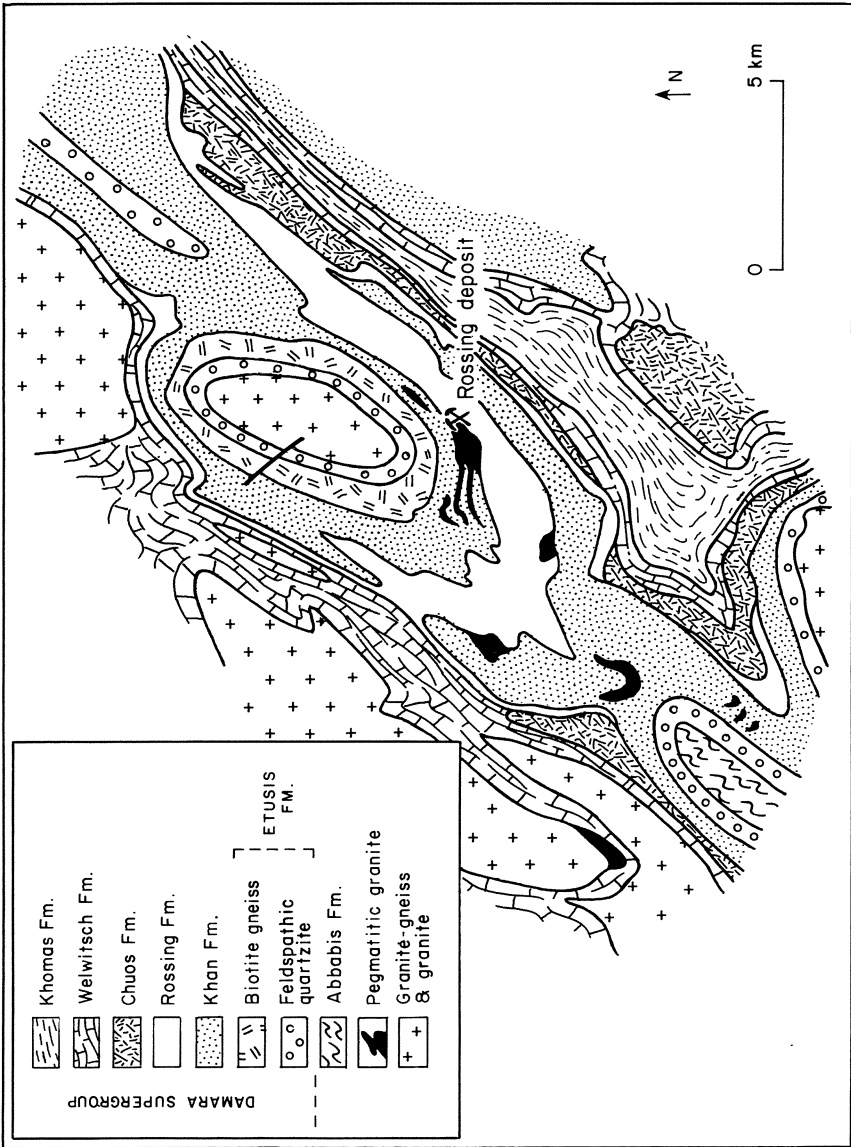 Khomas Fm.
Welwitsch Fm.
Chuos Fm.
Rossing Fm.
Khan Fm.
Biotite gneiss
Feldspathic
quartzite
Abbabis Fm.
Pegmatitic granite
Granite-gneiss
& granite
DAMARA SUPERGROUP
ETUSIS
FM.
Rossing deposit
N
0
5 km